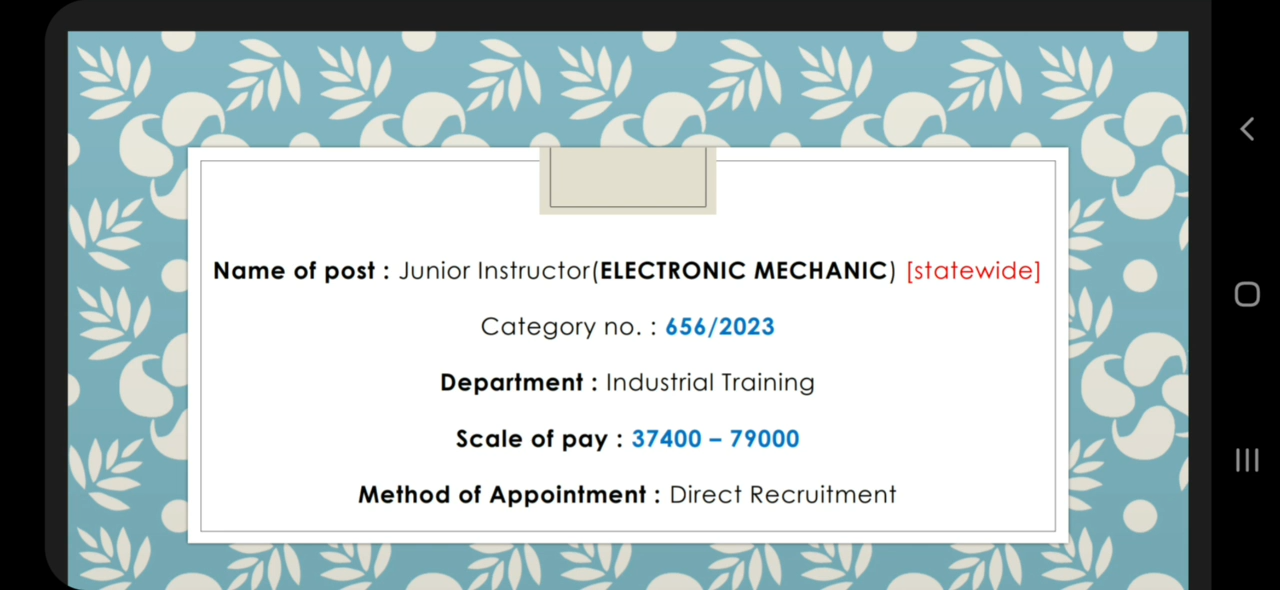 Name of post : Junior Instructor(ELECTRONIC MECHANIC) [statewide]
Category no. : 656/2023
Department : Industrial Training
Scale of pay : 37400 – 79000
Method of Appointment : Direct Recruitment